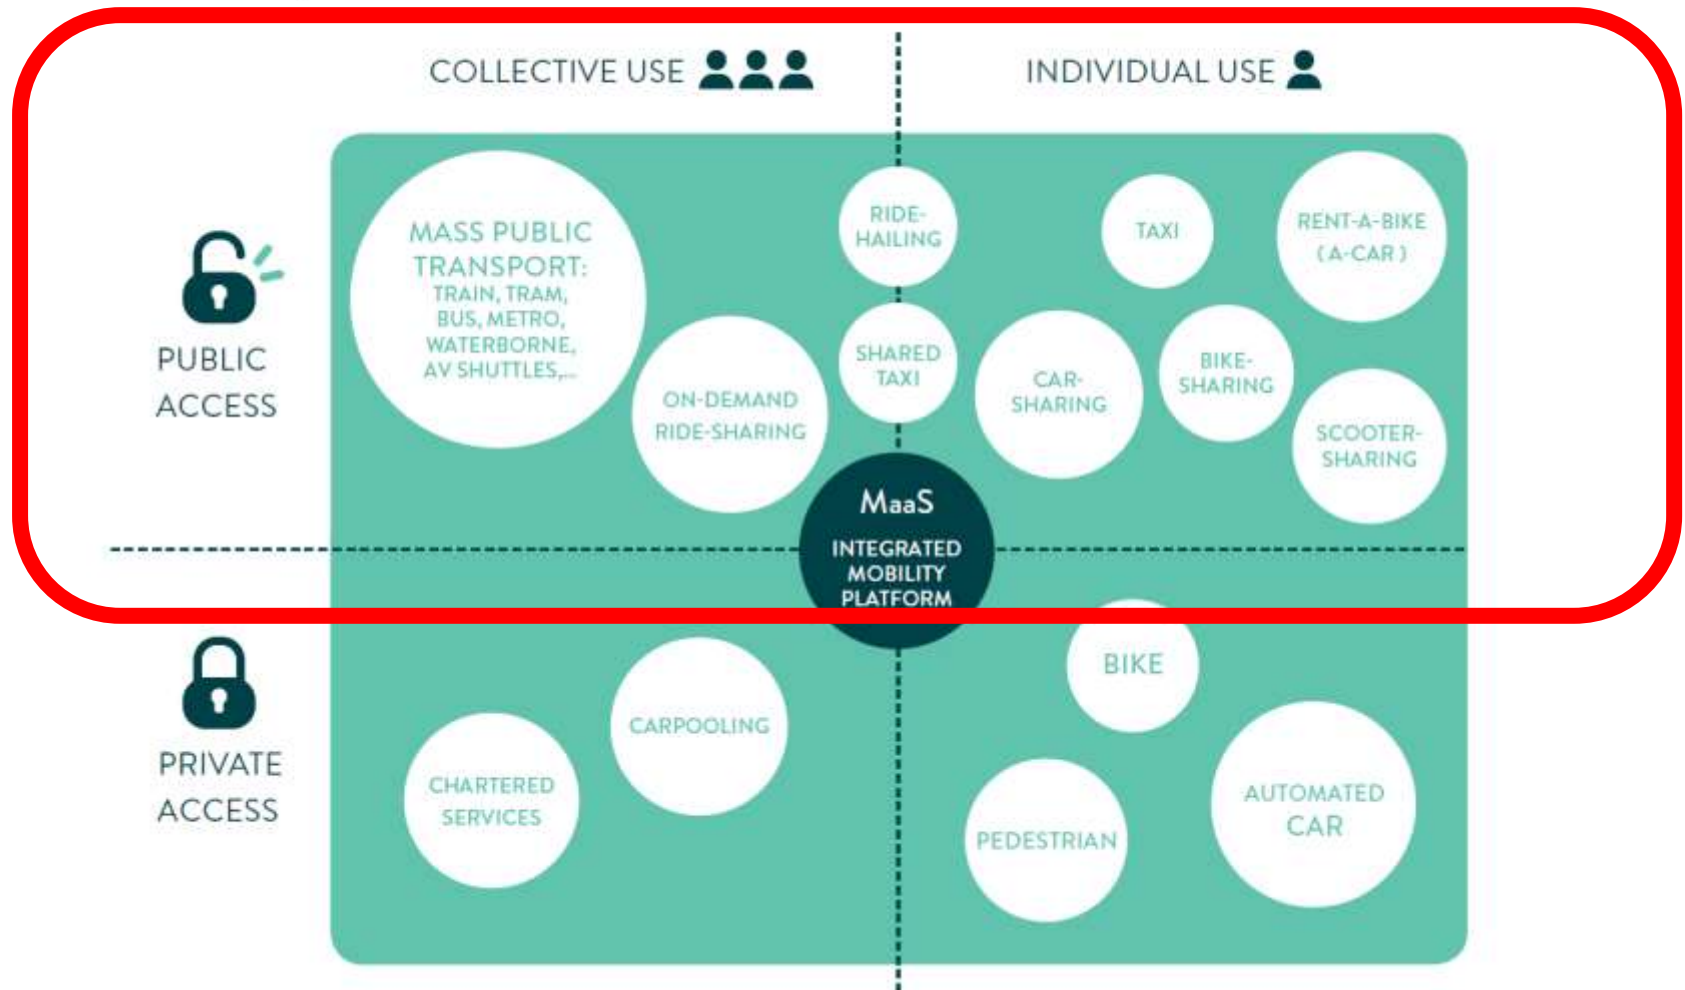 COLLECTIVE USE
INDIVIDUAL USE
PUBLIC
ACCESS
MASS PUBLIC
TRANSPORT:
TRAIN, TRAM,
BUS, METRO,
WATERBORNE,
AV SHUTTLES,...
ON-DEMAND
RIDE-SHARING
RIDE-
HAILING
SHARED
TAXI
TAXI
RENT-A-BIKE
( A-CAR )
CAR-
SHARING
BIKE-
SHARING
SCOOTER-
SHARING
MaaS
INTEGRATED
MOBILITY
PLATFORM
PRIVATE
ACCESS
CHARTERED
SERVICES
CARPOOLING
BIKE
PEDESTRIAN
AUTOMATED
CAR